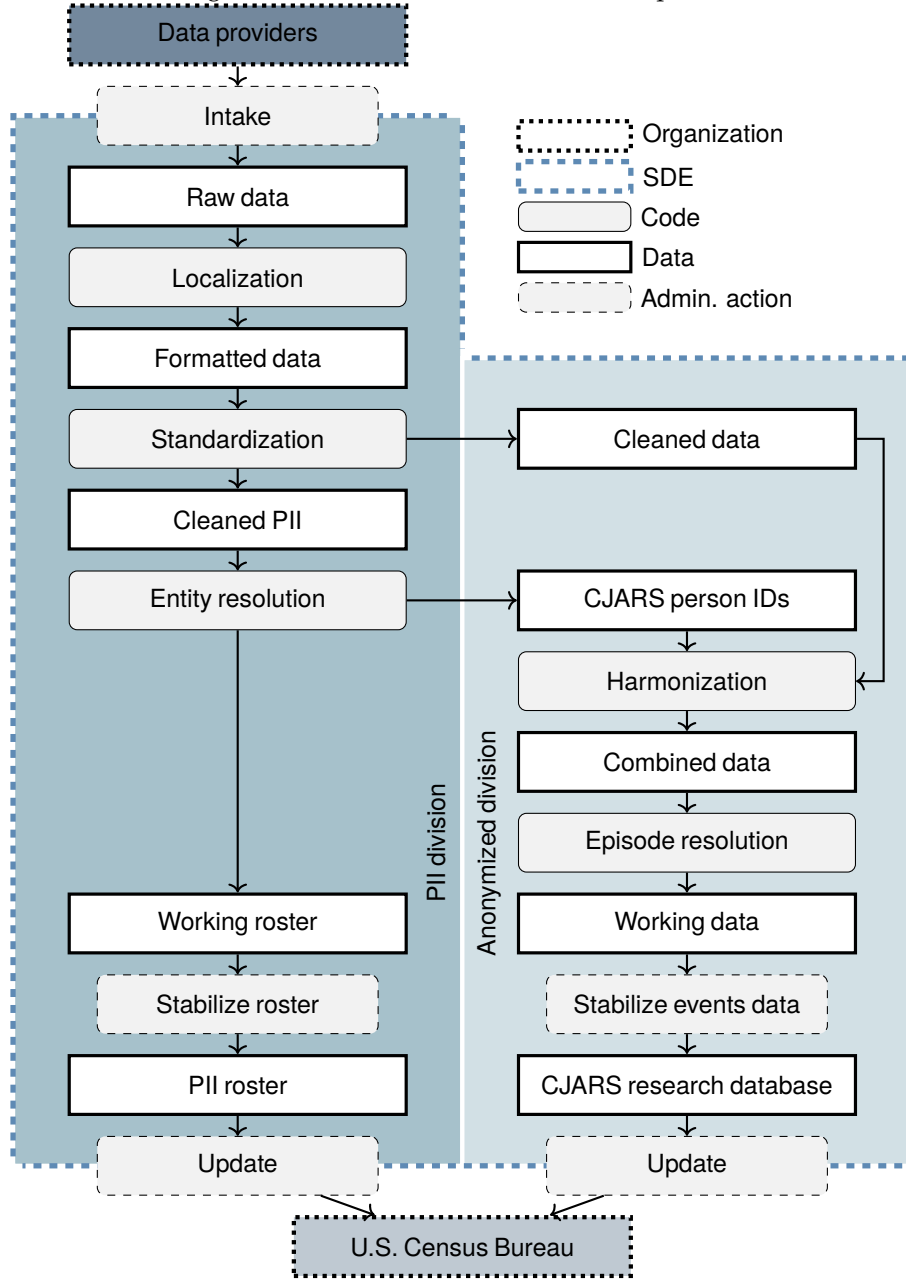 Data providers
Intake
Raw data
Localization
Formatted data
Standardization
Cleaned PII
Entity resolution
Working roster
Stabilize roster
PII roster
Update
PII division
Organization
SDE
Code
Data
Admin. action
Cleaned data
CJARS person IDs
Harmonization
Combined data
Episode resolution
Working data
Stabilize events data
CJARS research database
Update
Anonymized division
U.S. Census Bureau